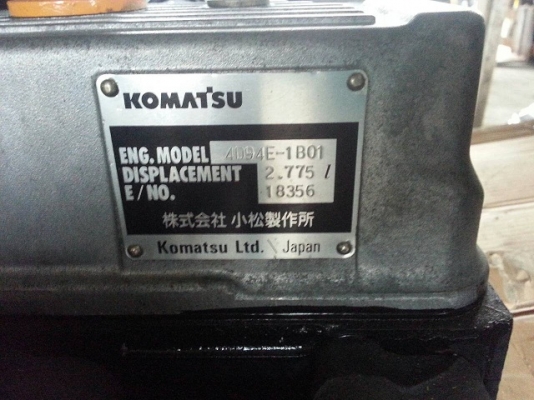 KOMATSU
ENG. MODEL 4D94E-1B01
DISPLACEMENT 2.775 l
E/NO. 18356
株式会社 小松製作所
Komatsu Ltd. Japan